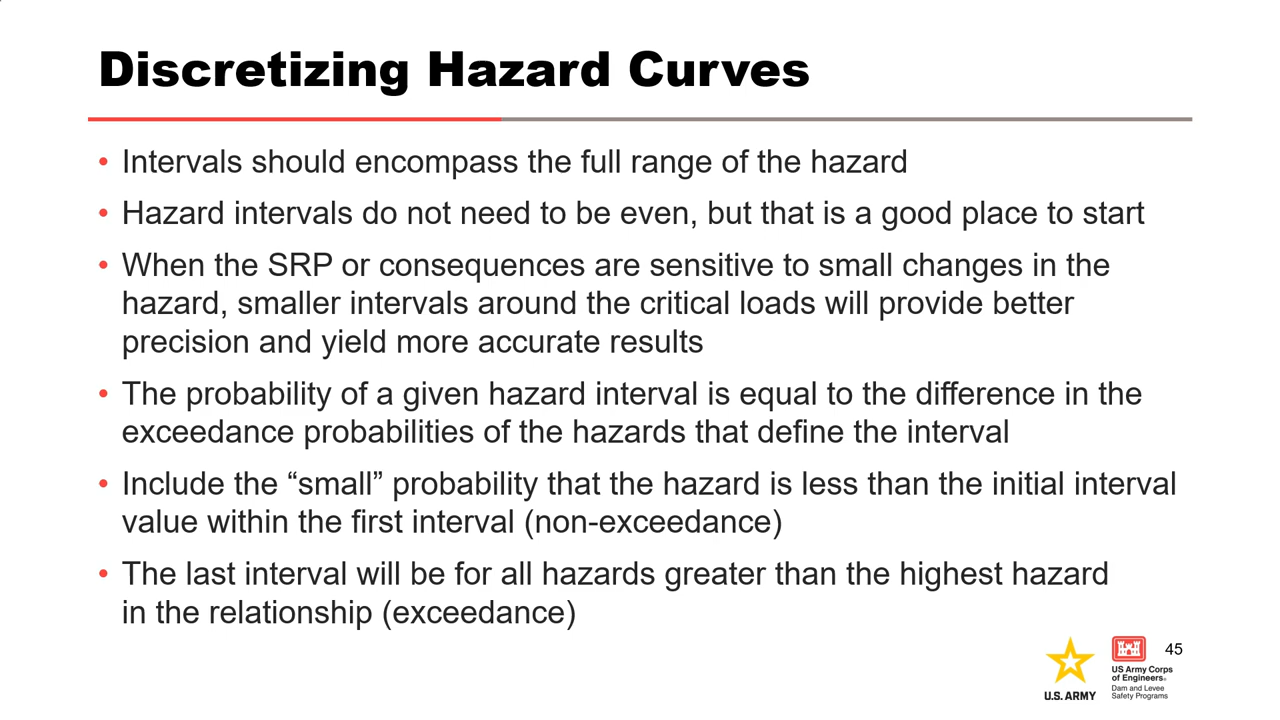 Discretizing Hazard Curves
• Intervals should encompass the full range of the hazard
• Hazard intervals do not need to be even, but that is a good place to start
• When the SRP or consequences are sensitive to small changes in the
hazard, smaller intervals around the critical loads will provide better
precision and yield more accurate results
• The probability of a given hazard interval is equal to the difference in the
exceedance probabilities of the hazards that define the interval
• Include the “small” probability that the hazard is less than the initial interval
value within the first interval (non-exceedance)
• The last interval will be for all hazards greater than the highest hazard
in the relationship (exceedance)
45
U.S. ARMY
US Army Corps
of Engineers®
Dam and Levee
Safety Programs